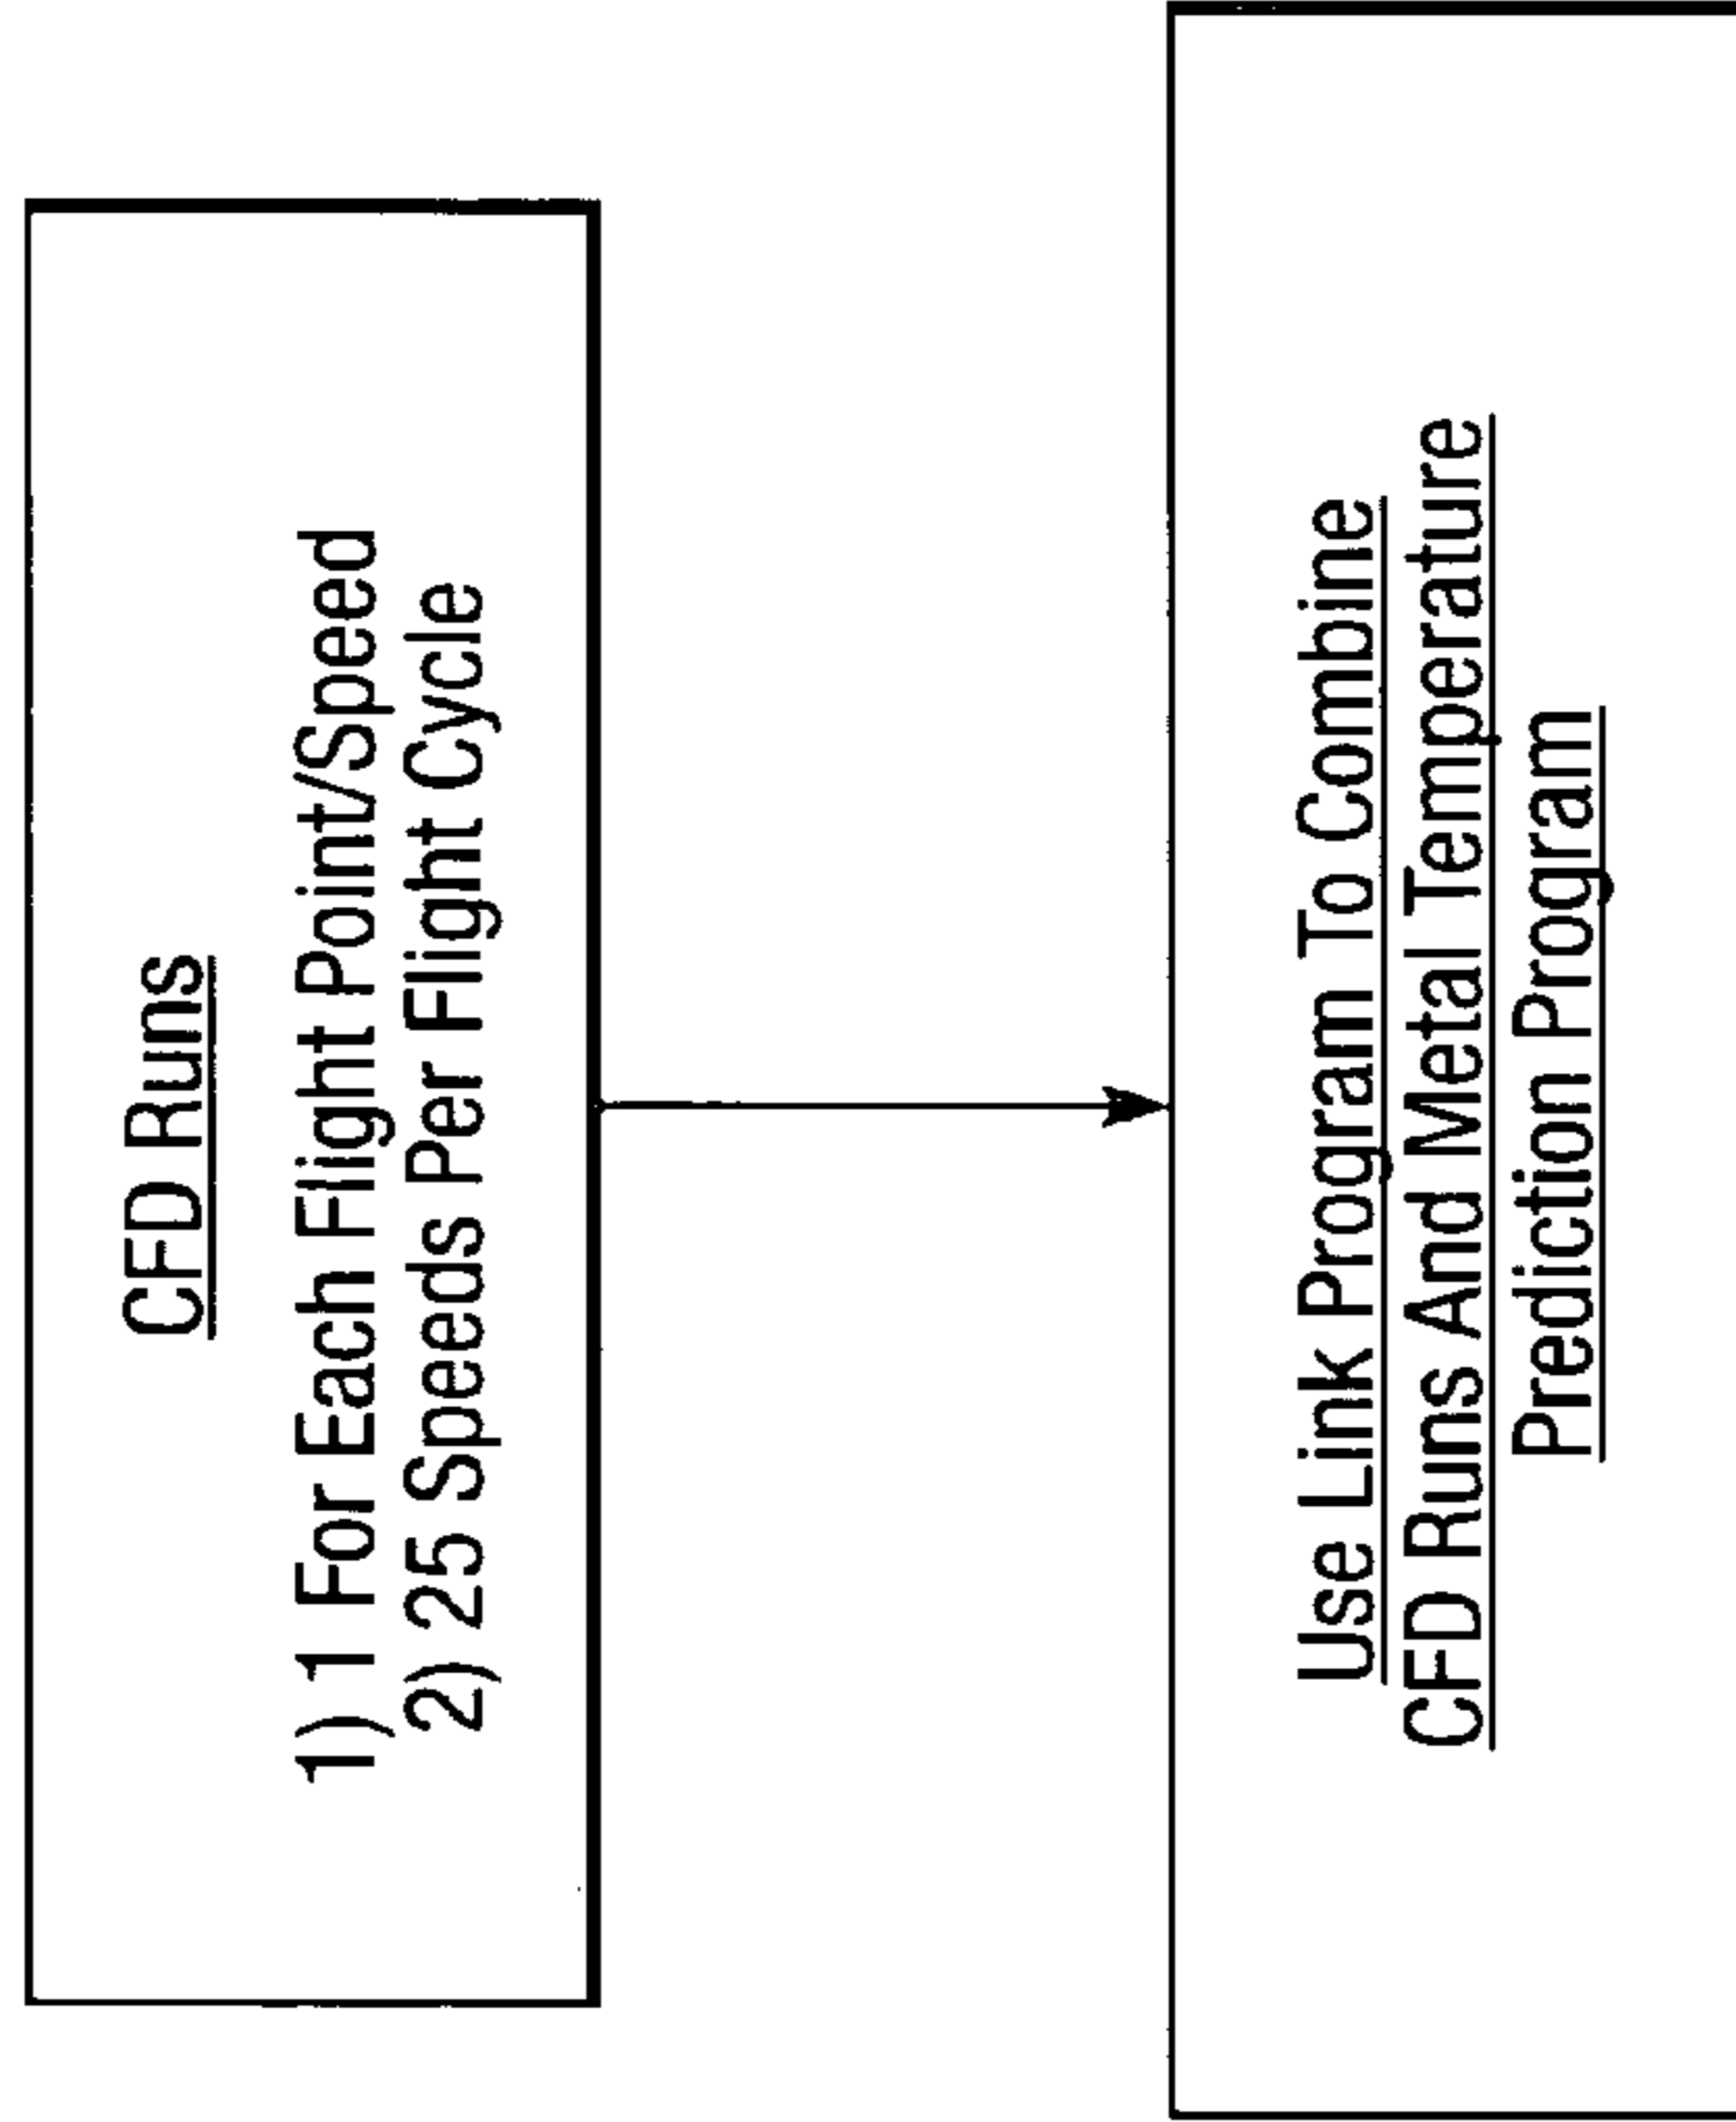 CFD Runs
1) 1 For Each Flight Point/Speed
2) 25 Speeds Per Flight Cycle
Use Link Program To Combine
CFD Runs And Metal Temperature
Prediction Program